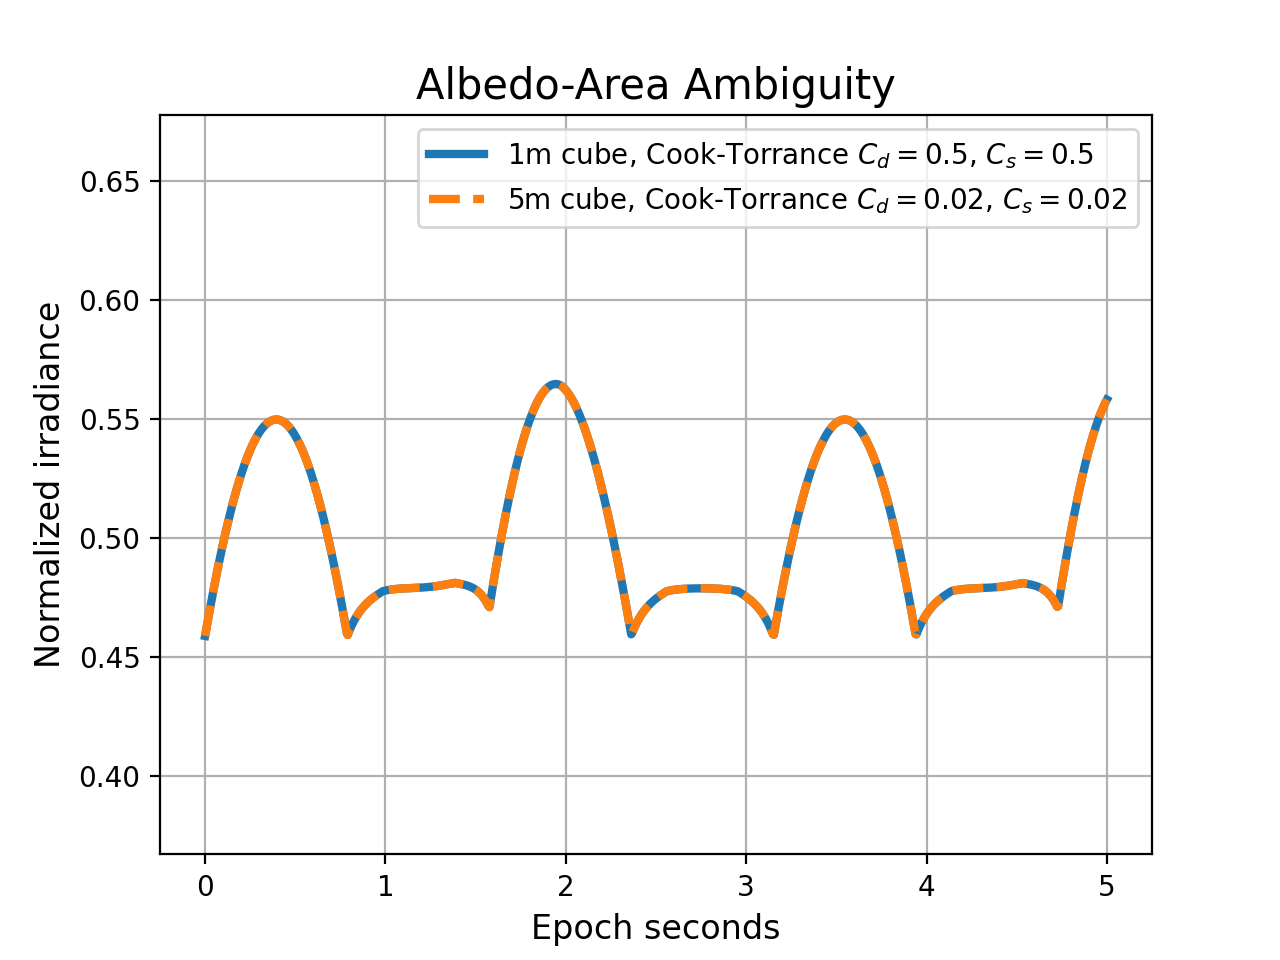 Albedo-Area Ambiguity
1m cube, Cook-Torrance C_d = 0.5, C_s = 0.5
5m cube, Cook-Torrance C_d = 0.02, C_s = 0.02
Normalized irradiance
0.65
0.60
0.55
0.50
0.45
0.40
0 1 2 3 4 5
Epoch seconds